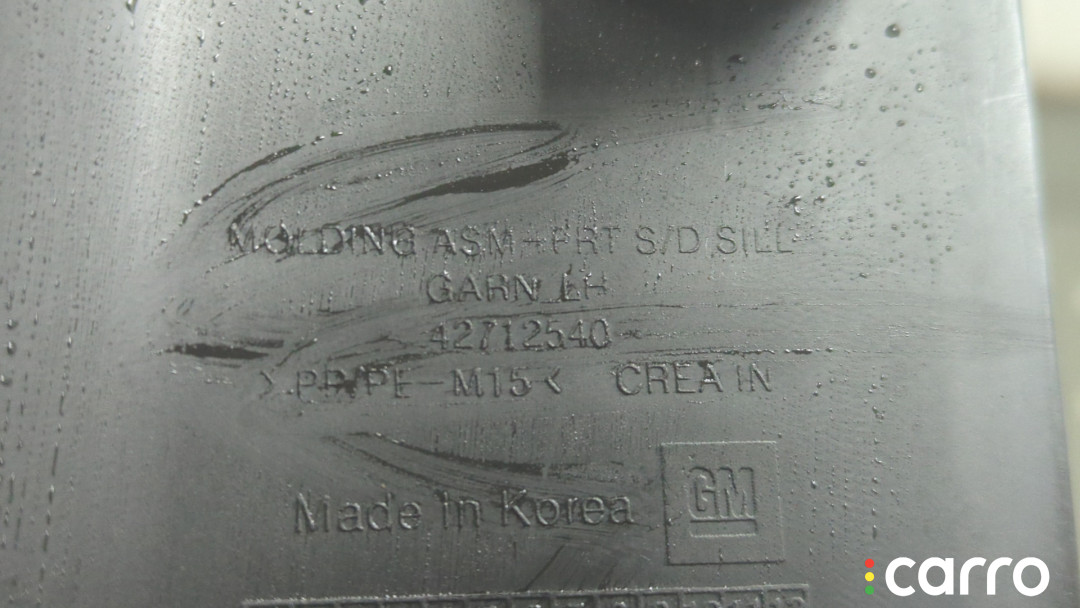 MOLDING ASM-FRT S/D SILL
GARN LH
42712540
>PP/PE-M15< CREA IN
Made in Korea GM
carro